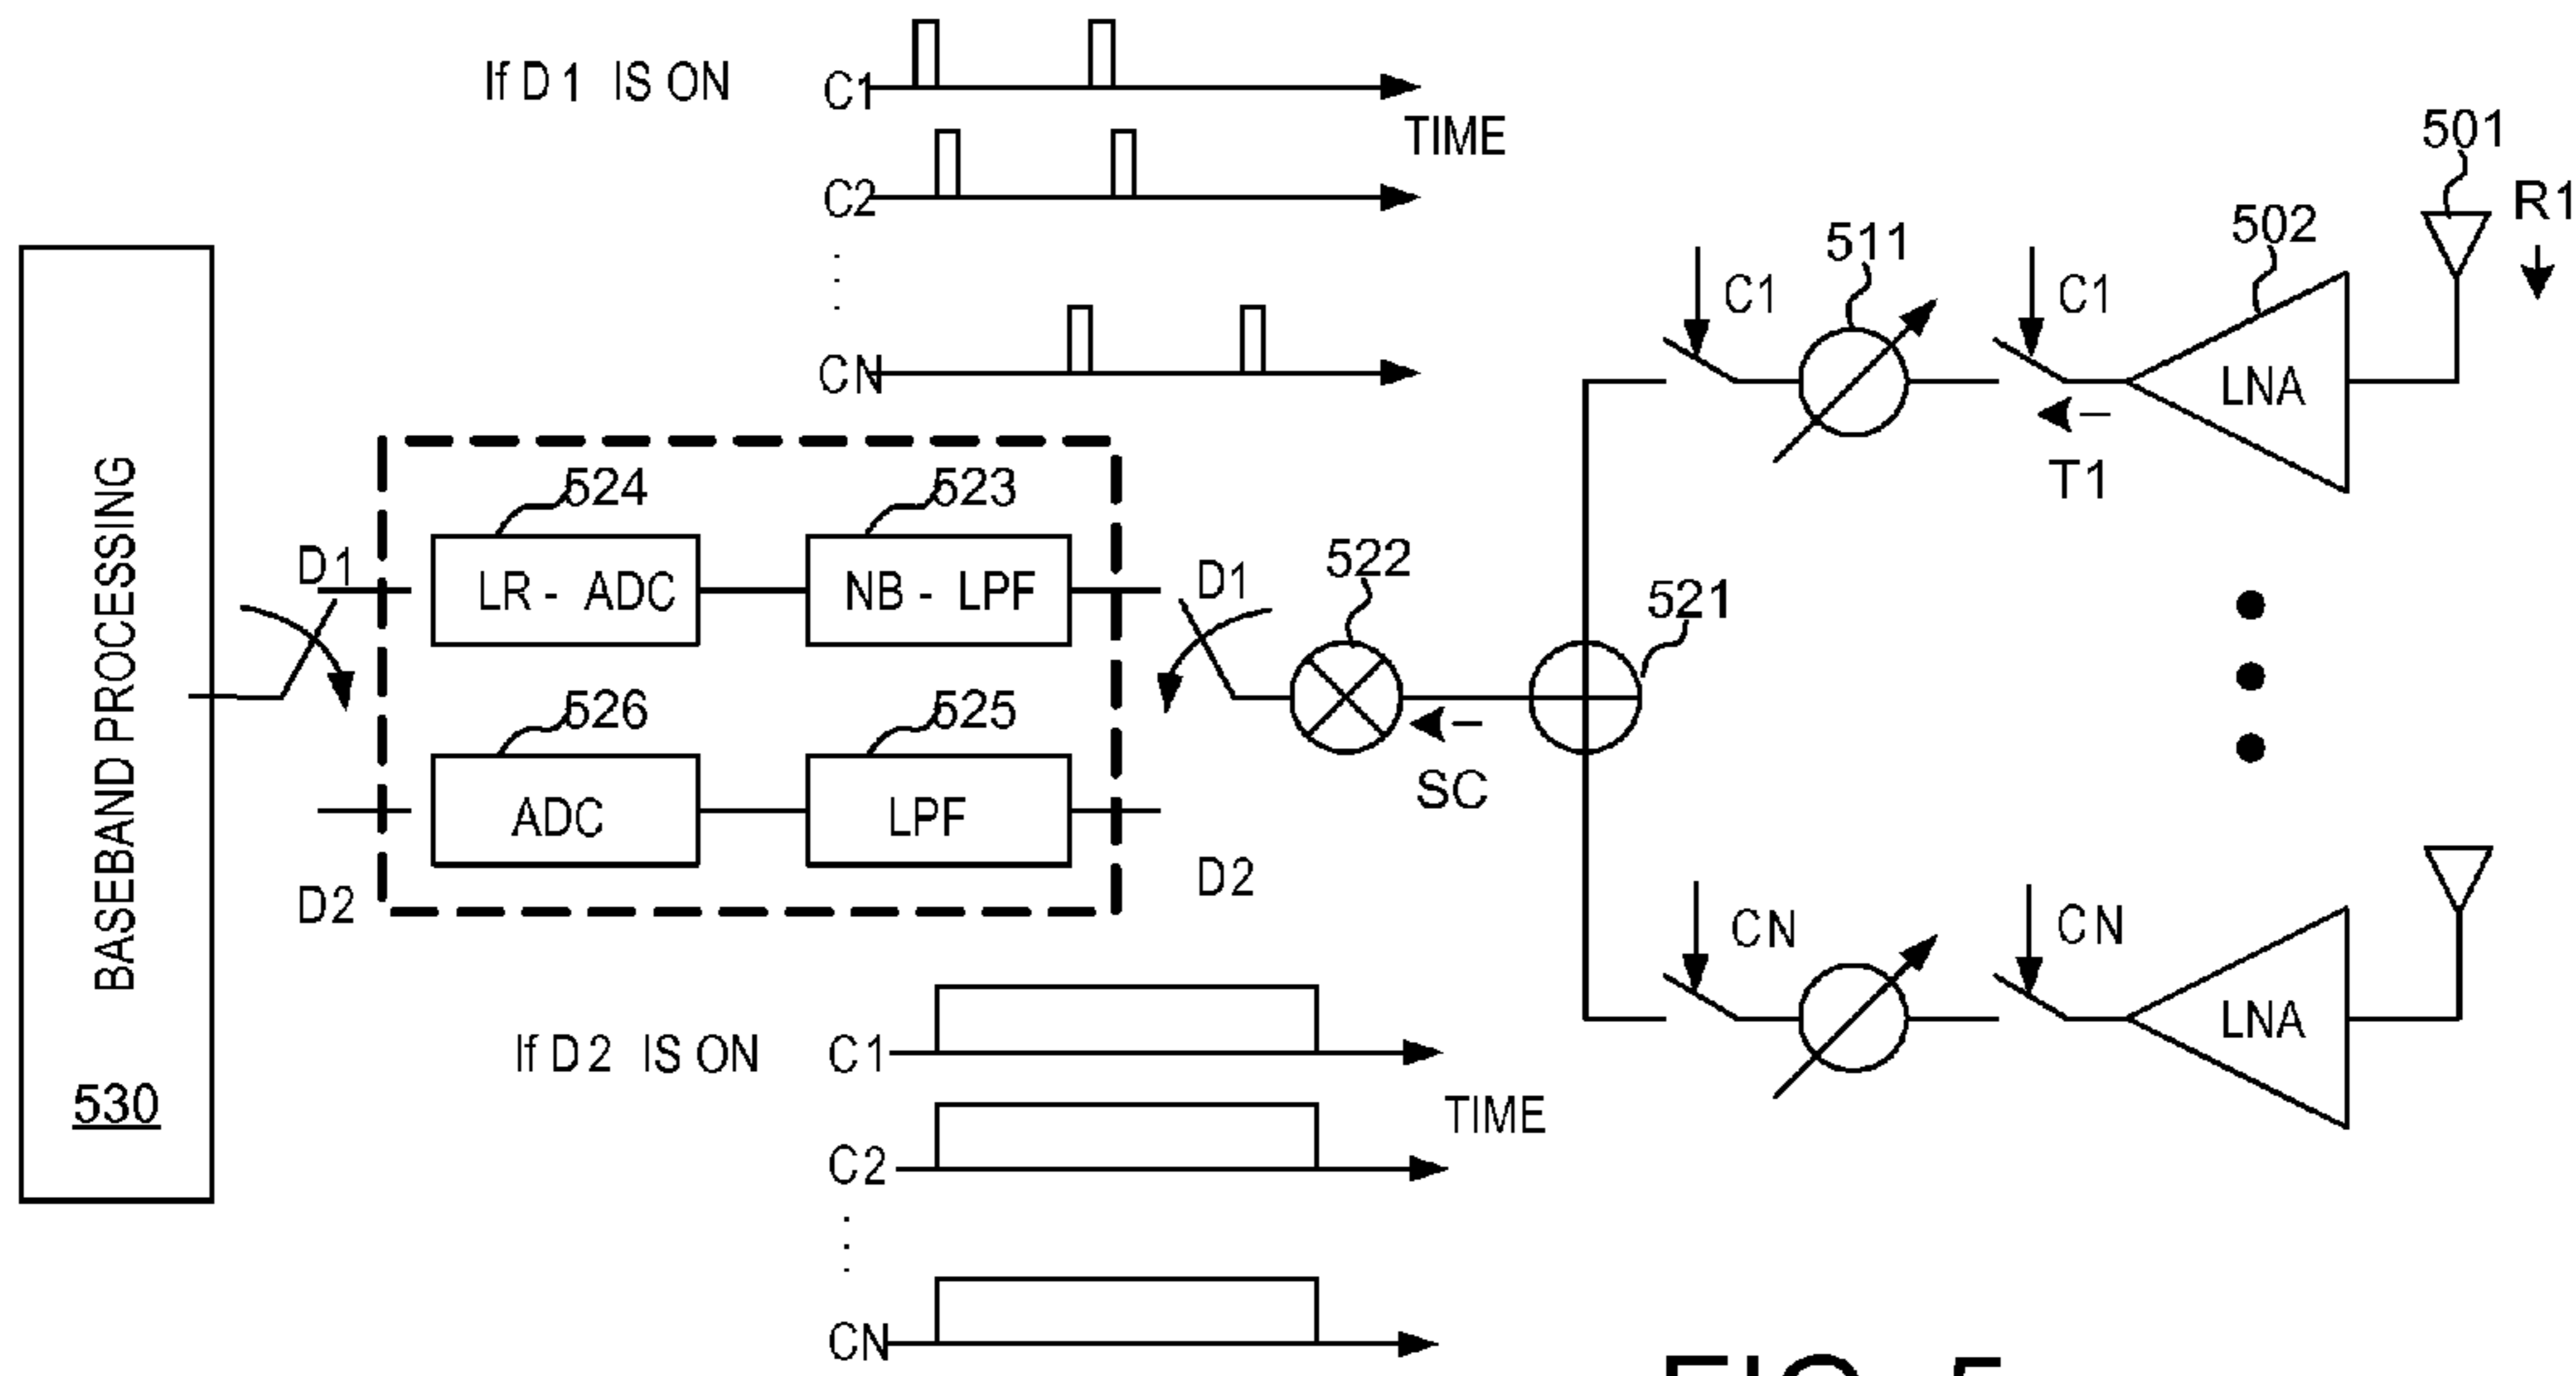 If D1 IS ON
C1
TIME
C2
CN
501
R1
502
511
C1
C1
LNA
T1
BASEBAND PROCESSING
530
D1
524
LR - ADC
523
NB - LPF
D1
522
521
SC
526
ADC
525
LPF
D2
D2
CN
CN
LNA
If D2 IS ON
C1
TIME
C2
CN